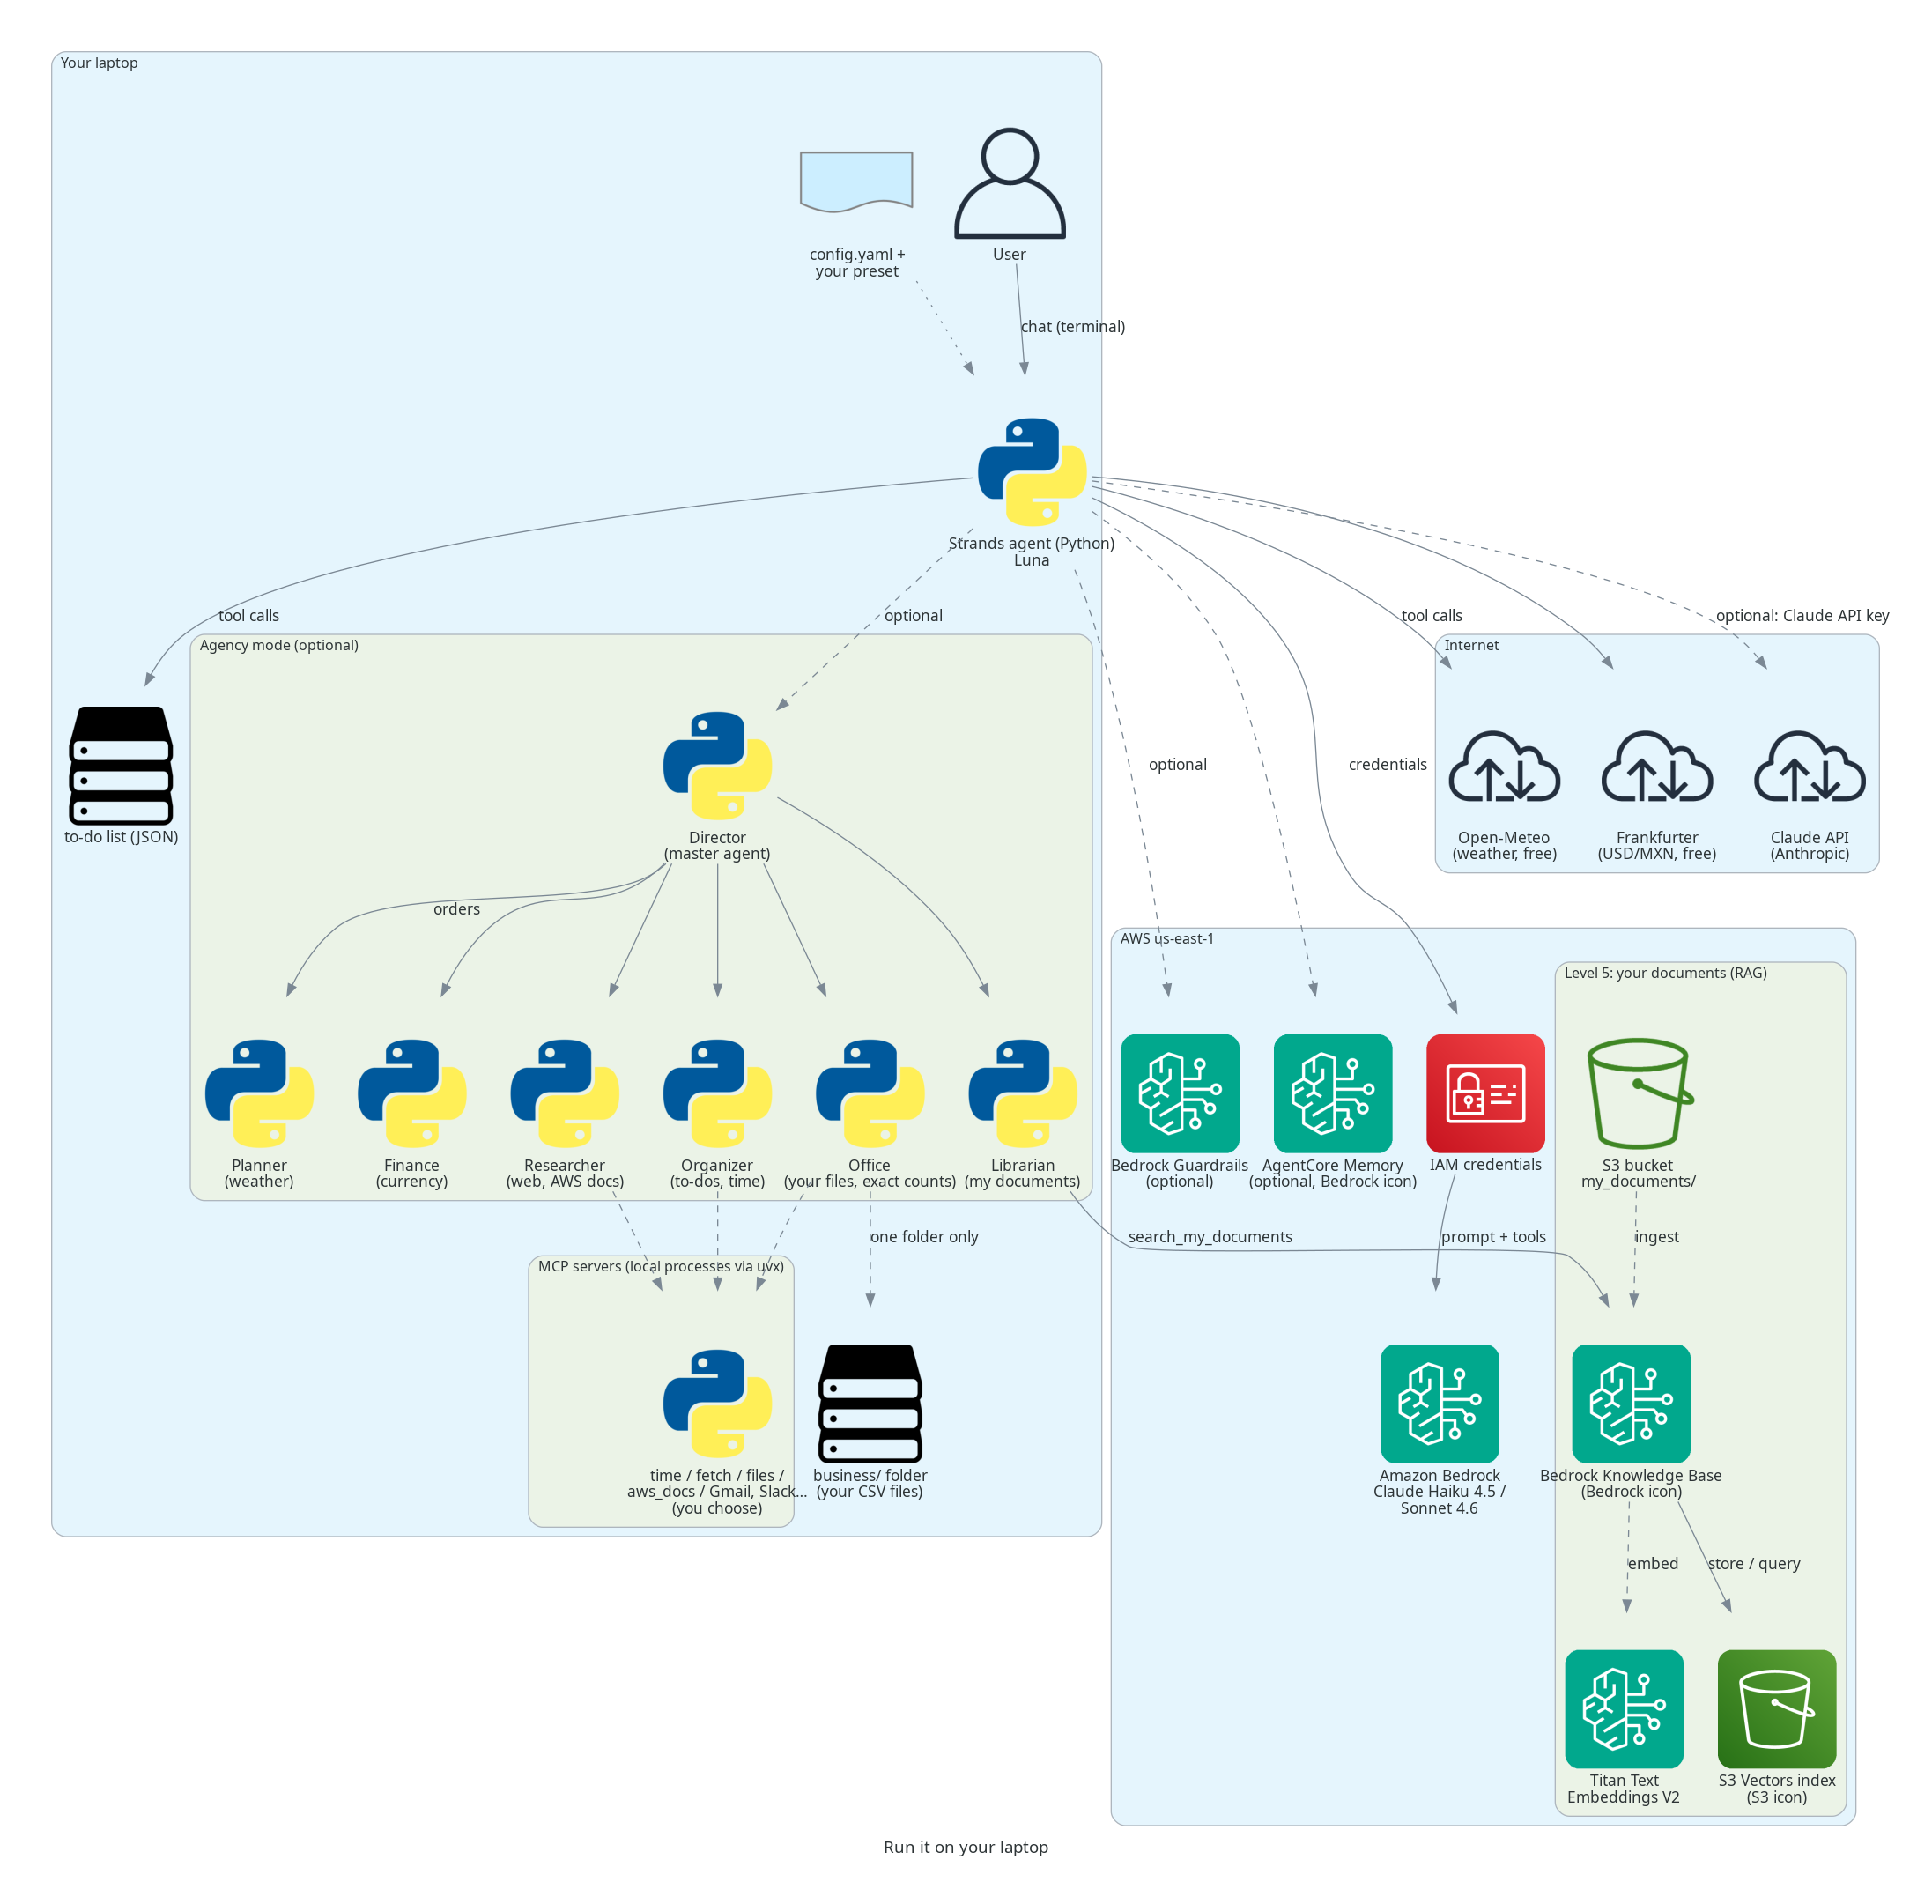 Your laptop
config.yaml +
your preset
User
chat (terminal)
Strands agent (Python)
Luna
tool calls
optional
tool calls
optional: Claude API key
Agency mode (optional)
Internet
to-do list (JSON)
Director
(master agent)
optional
credentials
Open-Meteo
(weather, free)
Frankfurter
(USD/MXN, free)
Claude API
(Anthropic)
orders
AWS us-east-1
Level 5: your documents (RAG)
Planner
(weather)
Finance
(currency)
Researcher
(web, AWS docs)
Organizer
(to-dos, time)
Office
(your files, exact counts)
Librarian
(my documents)
Bedrock Guardrails
(optional)
AgentCore Memory
(optional, Bedrock icon)
IAM credentials
S3 bucket
my_documents/
one folder only
search_my_documents
prompt + tools
ingest
MCP servers (local processes via uvx)
time / fetch / files /
aws_docs / Gmail, Slack...
(you choose)
business/ folder
(your CSV files)
Amazon Bedrock
Claude Haiku 4.5 /
Sonnet 4.6
Bedrock Knowledge Base
(Bedrock icon)
embed
store / query
Titan Text
Embeddings V2
S3 Vectors index
(S3 icon)
Run it on your laptop